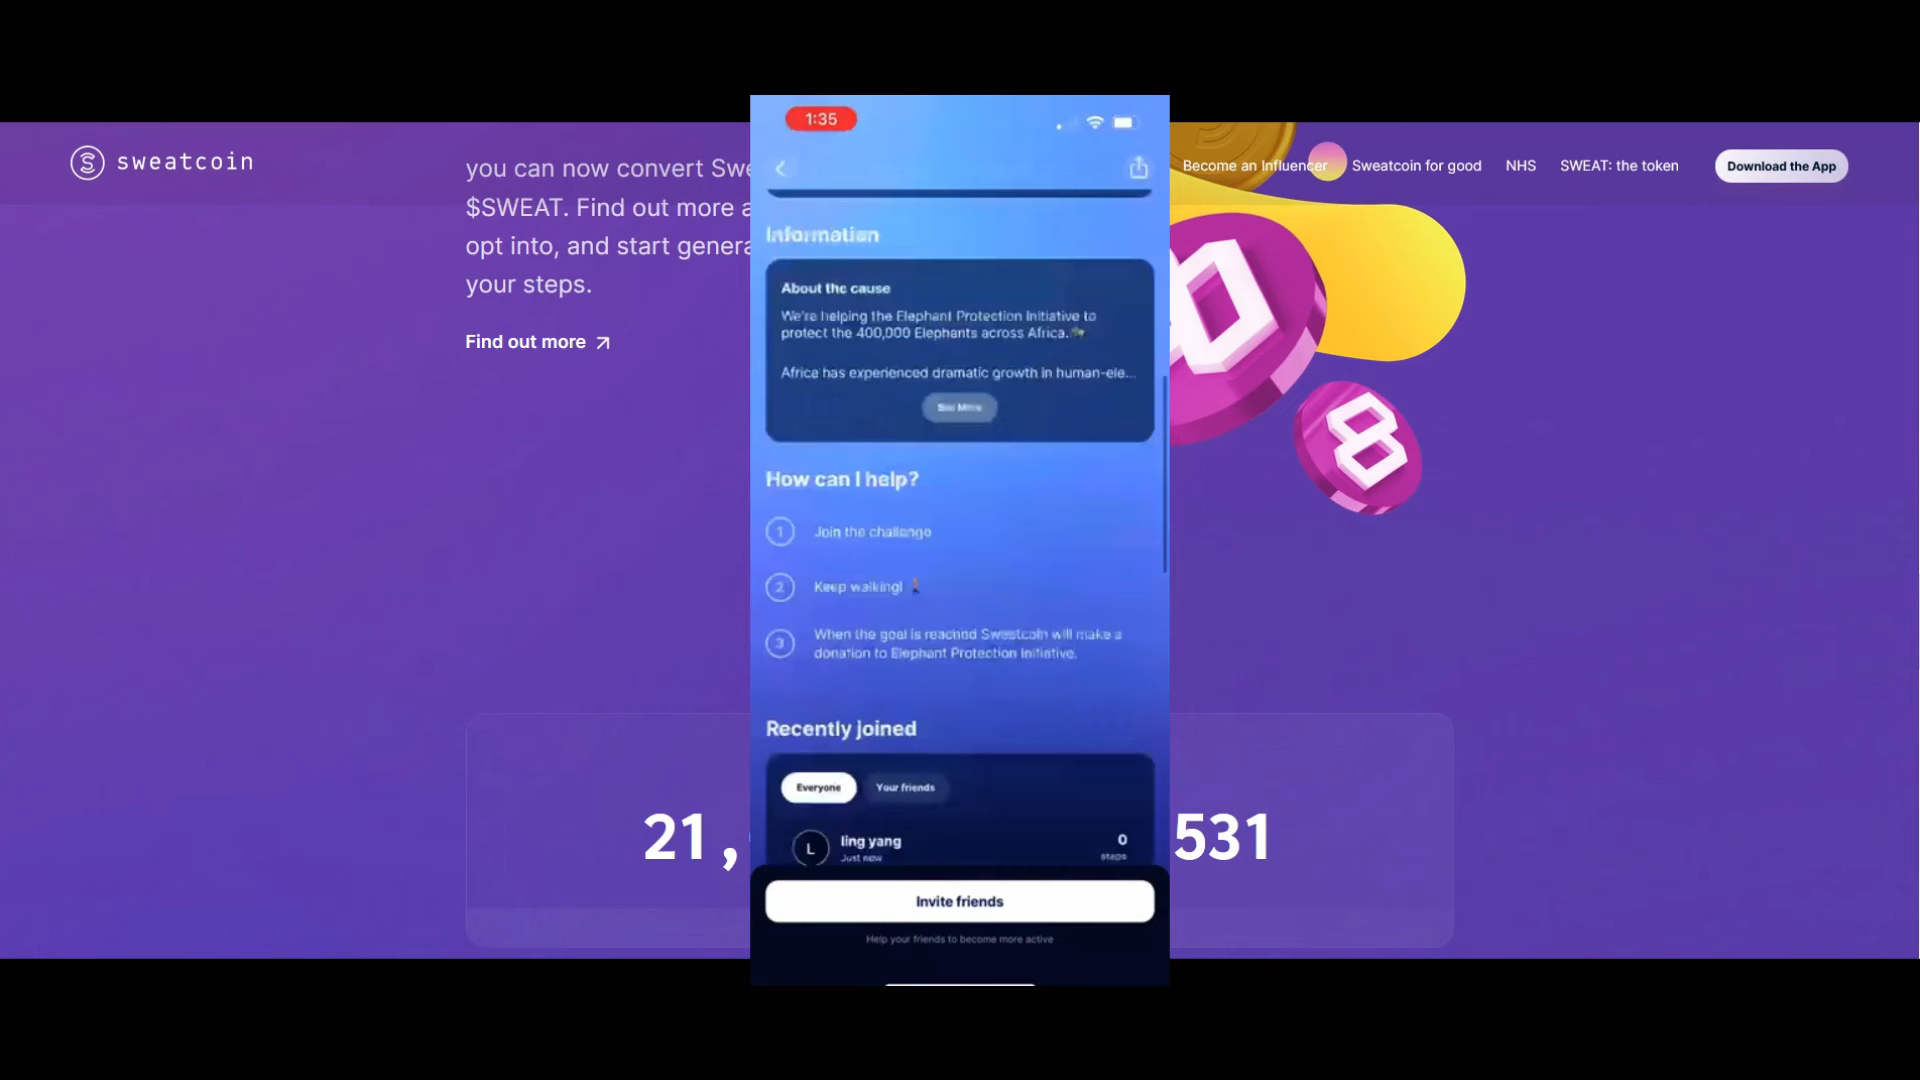 sweatcoin
Become an Influencer
Sweatcoin for good
NHS
SWEAT: the token
Download the App
you can now convert Swe
$SWEAT. Find out more a
opt into, and start genera
your steps.
Find out more
21,
531
1:35
Information
About the cause
We're helping the Elephant Protection Initiative to
protect the 400,000 Elephants across Africa.
Africa has experienced dramatic growth in human-ele...
See More
How can I help?
1 Join the challenge
2 Keep walking!
3 When the goal is reached Sweatcoin will make a
donation to Elephant Protection Initiative.
Recently joined
Everyone
Your friends
L
ling yang
Just now
0
steps
Invite friends
Help your friends to become more active
0
8